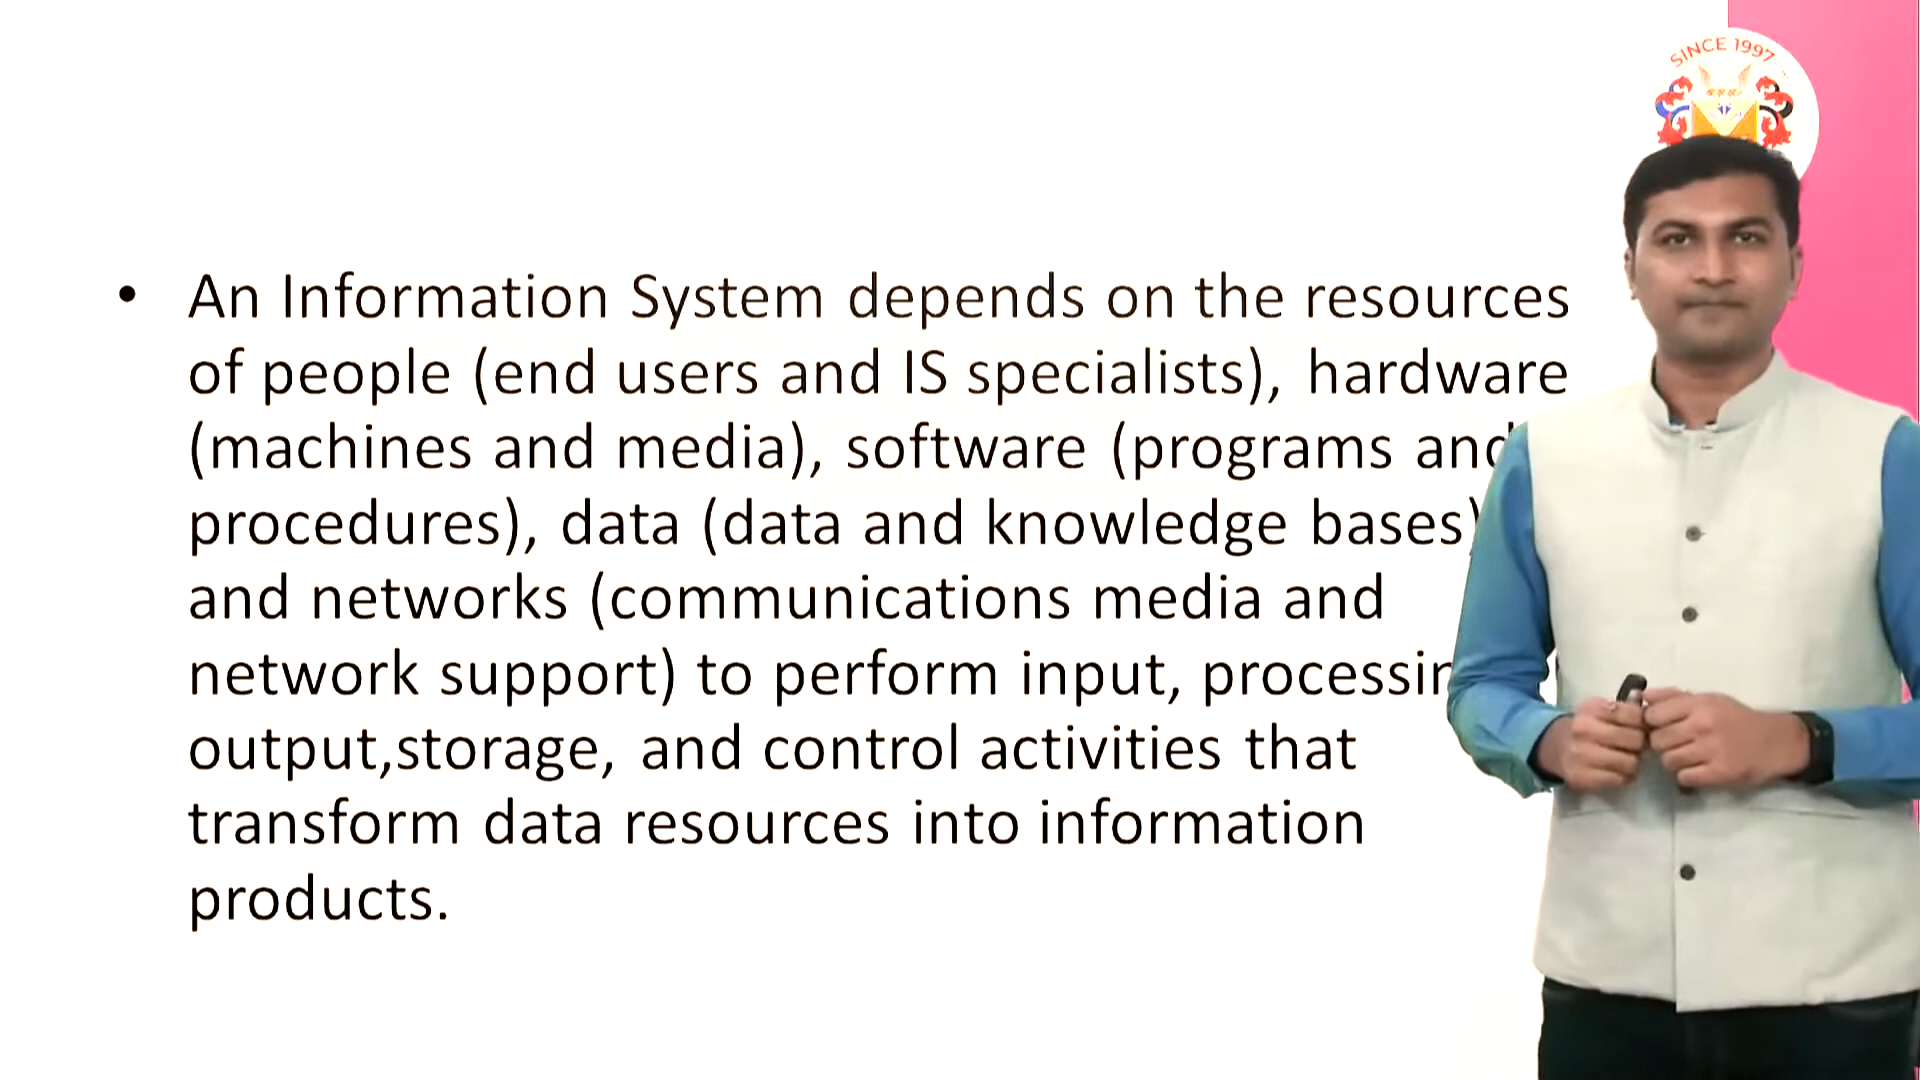 SINCE 1997
• An Information System depends on the resources
of people (end users and IS specialists), hardware
(machines and media), software (programs and
procedures), data (data and knowledge bases)
and networks (communications media and
network support) to perform input,
output,storage, and control activities that
transform data resources into information
products.